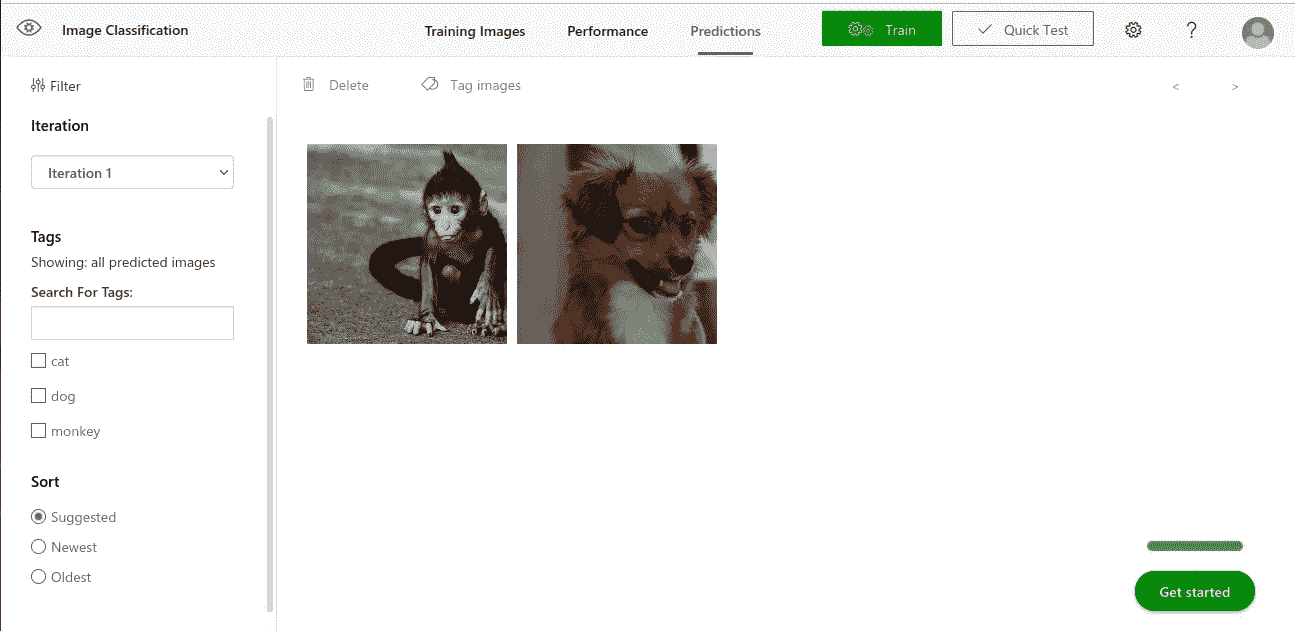 Image Classification
Training Images
Performance
Predictions
Train
Quick Test
?
Filter
Delete
Tag images
<
>
Iteration
Iteration 1
Tags
Showing: all predicted images
Search For Tags:
cat
dog
monkey
Sort
Suggested
Newest
Oldest
Get started